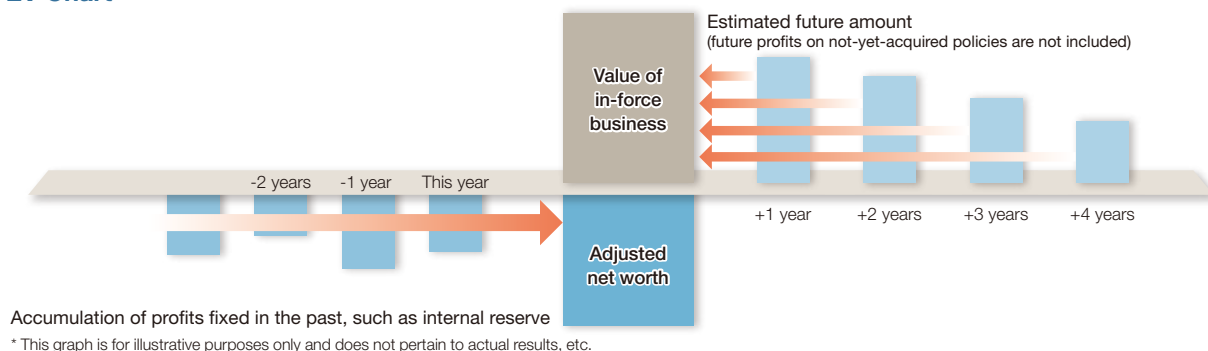 Estimated future amount
(future profits on not-yet-acquired policies are not included)
Value of
in-force
business
-2 years
-1 year
This year
+1 year
+2 years
+3 years
+4 years
Adjusted
net worth
Accumulation of profits fixed in the past, such as internal reserve
* This graph is for illustrative purposes only and does not pertain to actual results, etc.